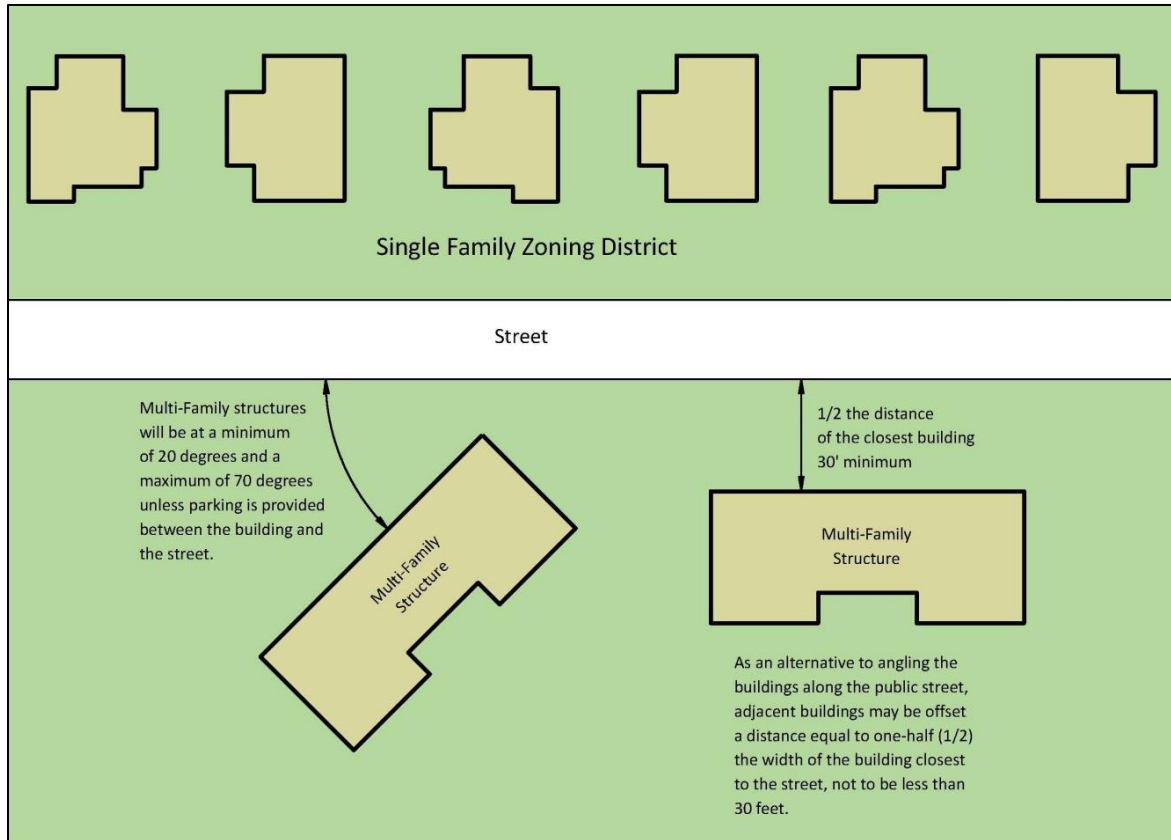 Single Family Zoning District
Street
Multi-Family structures
will be at a minimum
of 20 degrees and a
maximum of 70 degrees
unless parking is provided
between the building and
the street.
1/2 the distance
of the closest building
30' minimum
Multi-Family
Structure
Multi-Family
Structure
As an alternative to angling the
buildings along the public street,
adjacent buildings may be offset
a distance equal to one-half (1/2)
the width of the building closest
to the street, not to be less than
30 feet.